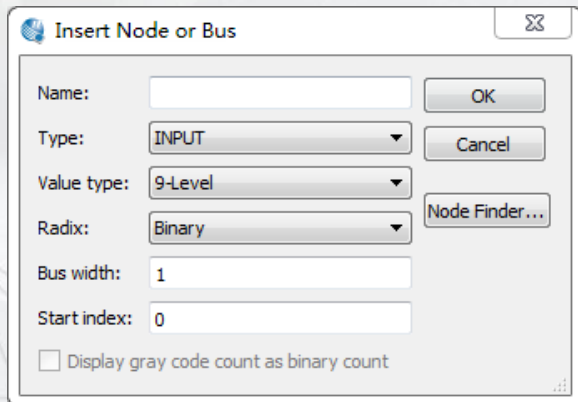 Insert Node or Bus
Name:
OK
Type: INPUT
Cancel
Value type: 9-Level
Node Finder...
Radix: Binary
Bus width: 1
Start index: 0
Display gray code count as binary count